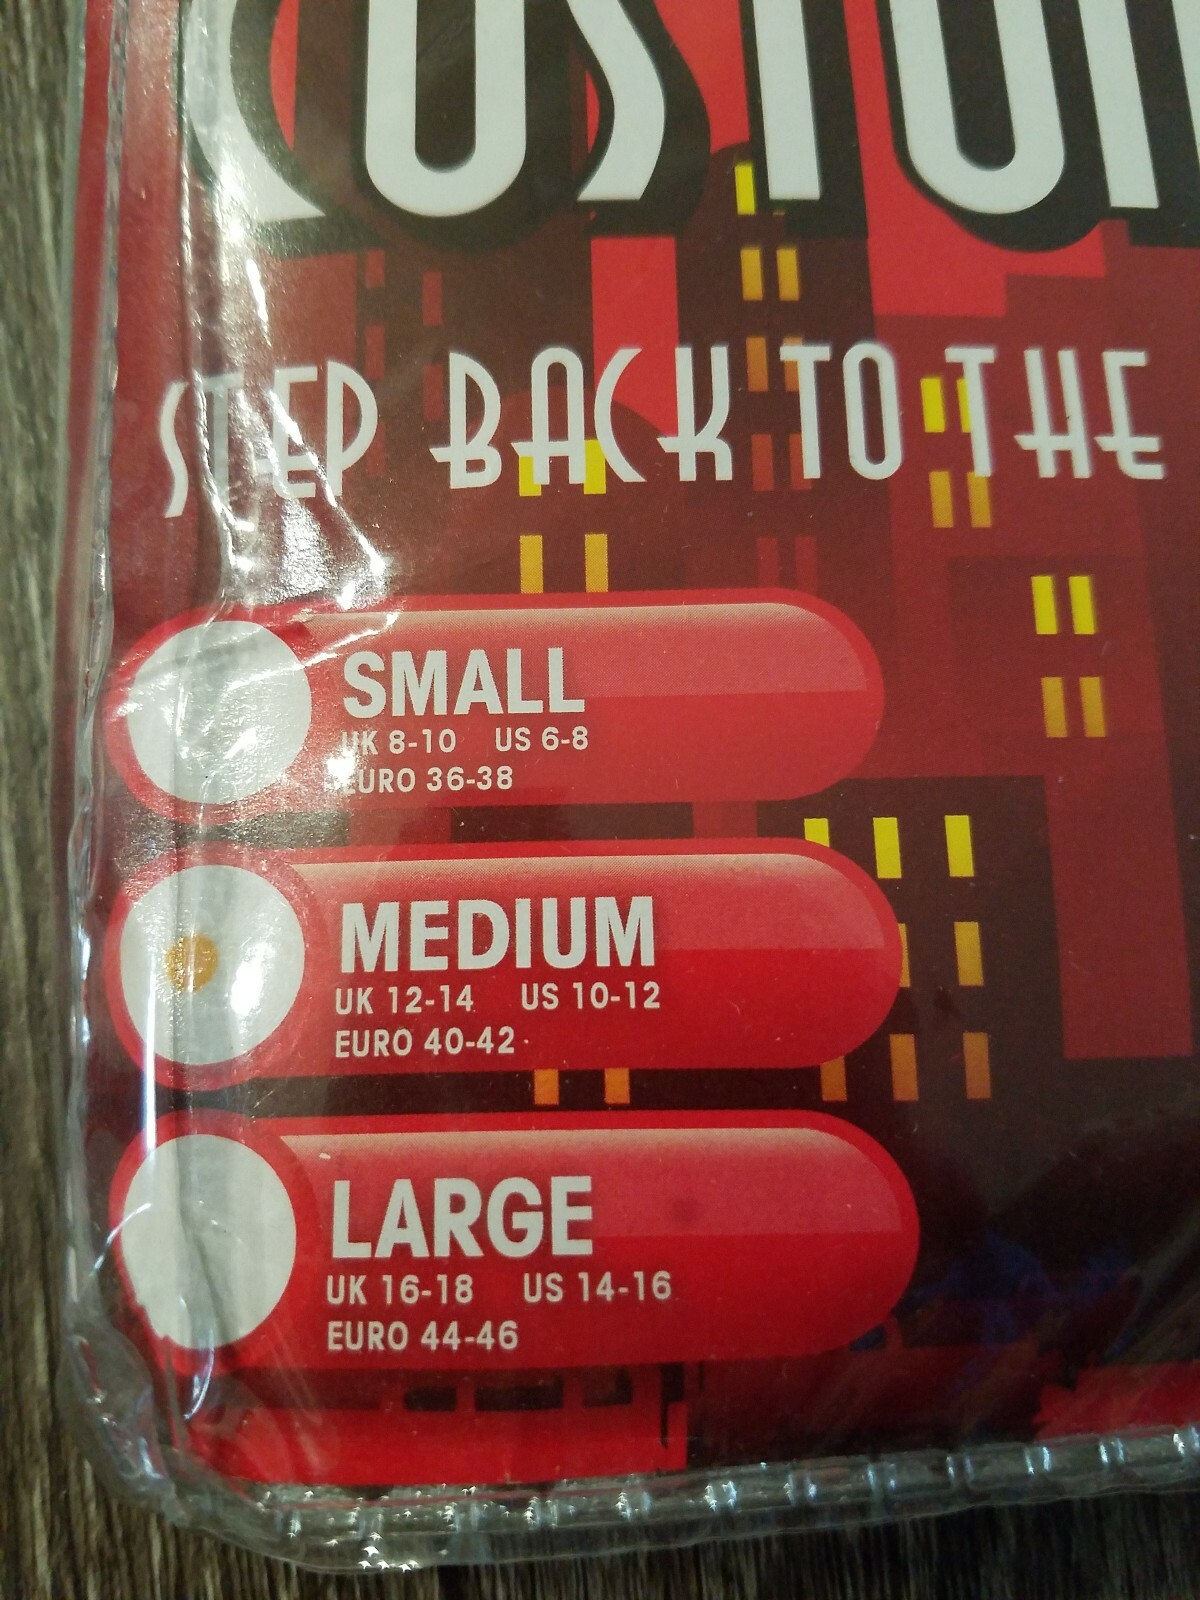 STEP BACK TO THE
SMALL
UK 8-10 US 6-8
EURO 36-38
MEDIUM
UK 12-14 US 10-12
EURO 40-42
LARGE
UK 16-18 US 14-16
EURO 44-46